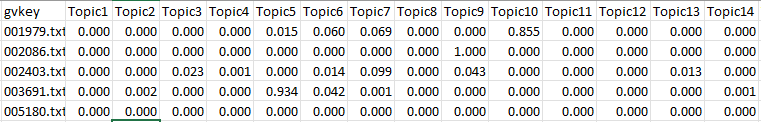 gvkey Topic1 Topic2 Topic3 Topic4 Topic5 Topic6 Topic7 Topic8 Topic9 Topic10 Topic11 Topic12 Topic13 Topic14
001979.txt 0.000 0.000 0.000 0.000 0.015 0.060 0.069 0.000 0.000 0.855 0.000 0.000 0.000 0.000
002086.txt 0.000 0.000 0.000 0.000 0.000 0.000 0.000 0.000 1.000 0.000 0.000 0.000 0.000 0.000
002403.txt 0.000 0.000 0.023 0.001 0.000 0.014 0.099 0.000 0.043 0.000 0.000 0.000 0.013 0.000
003691.txt 0.000 0.002 0.000 0.000 0.934 0.042 0.001 0.000 0.000 0.000 0.000 0.000 0.000 0.001
005180.txt 0.000 0.000 0.000 0.000 0.000 0.000 0.000 0.000 0.000 0.000 0.000 0.000 0.000 0.000